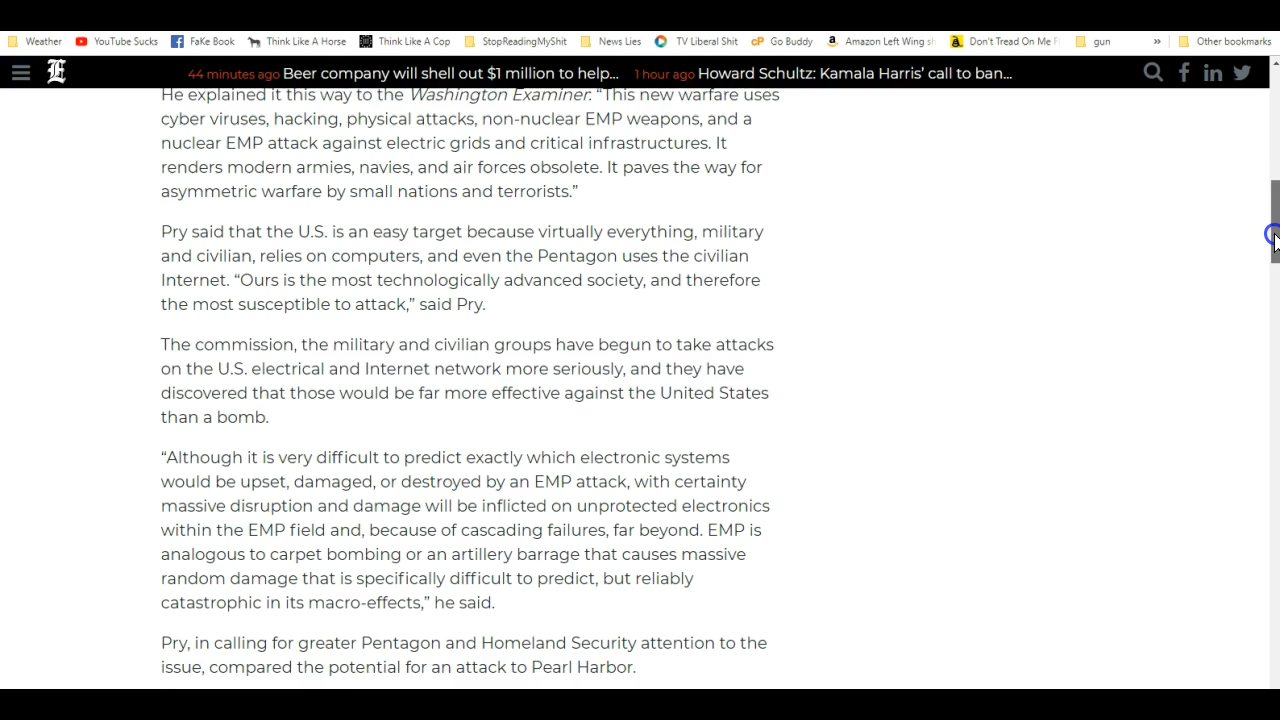 Weather YouTube Sucks FaKe Book Think Like A Horse Think Like A Cop StopReadingMyShit News Lies TV Liberal Shit Go Buddy Amazon Left Wing Don't Tread On Me gun » Other bookmarks
E 44 minutes ago Beer company will shell out $1 million to help... 1 hour ago Howard Schultz: Kamala Harris' call to ban...
He explained it this way to the Washington Examiner: “This new warfare uses
cyber viruses, hacking, physical attacks, non-nuclear EMP weapons, and a
nuclear EMP attack against electric grids and critical infrastructures. It
renders modern armies, navies, and air forces obsolete. It paves the way for
asymmetric warfare by small nations and terrorists.”
Pry said that the U.S. is an easy target because virtually everything, military
and civilian, relies on computers, and even the Pentagon uses the civilian
Internet. “Ours is the most technologically advanced society, and therefore
the most susceptible to attack,” said Pry.
The commission, the military and civilian groups have begun to take attacks
on the U.S. electrical and Internet network more seriously, and they have
discovered that those would be far more effective against the United States
than a bomb.
“Although it is very difficult to predict exactly which electronic systems
would be upset, damaged, or destroyed by an EMP attack, with certainty
massive disruption and damage will be inflicted on unprotected electronics
within the EMP field and, because of cascading failures, far beyond. EMP is
analogous to carpet bombing or an artillery barrage that causes massive
random damage that is specifically difficult to predict, but reliably
catastrophic in its macro-effects,” he said.
Pry, in calling for greater Pentagon and Homeland Security attention to the
issue, compared the potential for an attack to Pearl Harbor.